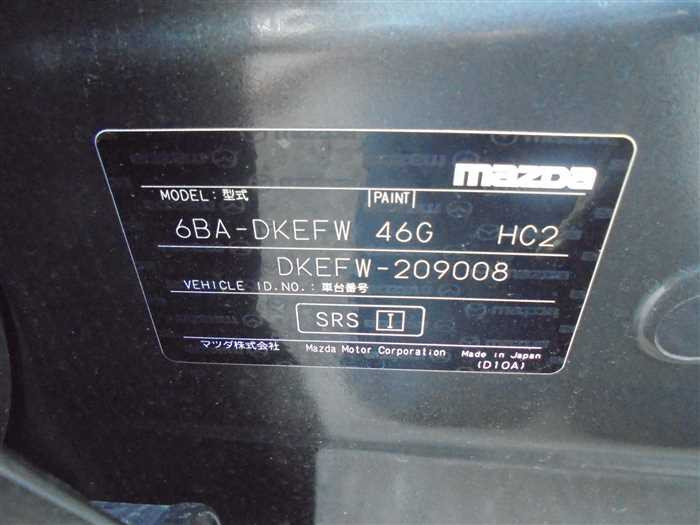 mazda
MODEL: 型式 PAINT
6BA-DKEFW 46G HC2
DKEFW-209008
VEHICLE ID.NO.: 車台番号
SRS I
マツダ株式会社 Mazda Motor Corporation Made in Japan
(D10A)